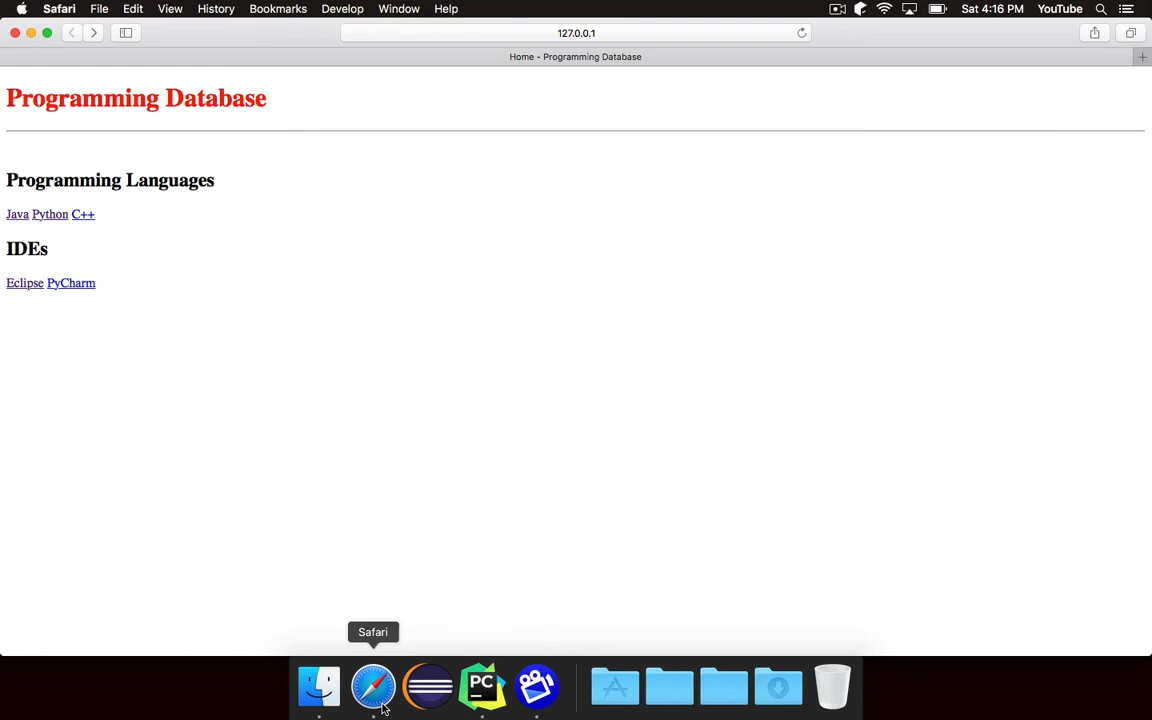 Safari File Edit View History Bookmarks Develop Window Help Sat 4:16 PM YouTube
127.0.0.1
Home - Programming Database
Programming Database
Programming Languages
Java Python C++
IDEs
Eclipse PyCharm
Safari
PC